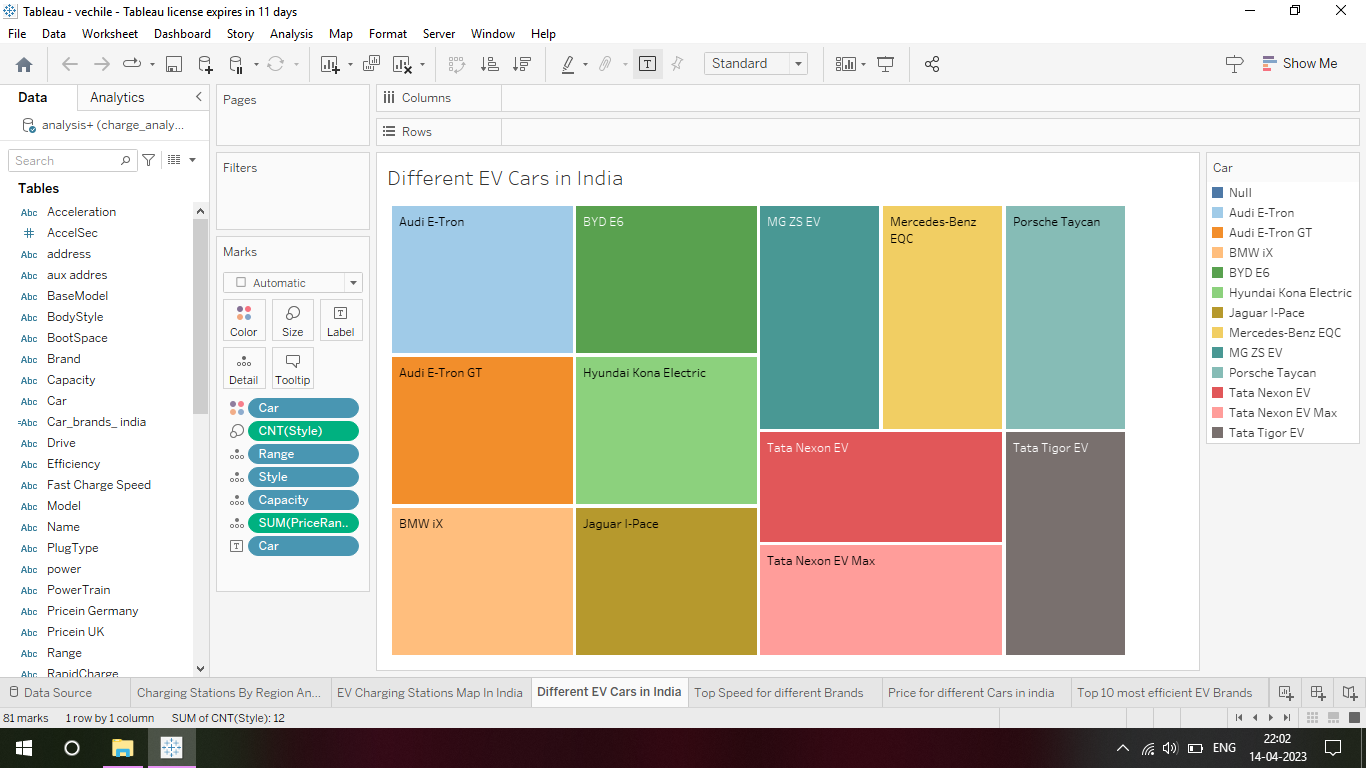 Tableau - vechile - Tableau license expires in 11 days
File Data Worksheet Dashboard Story Analysis Map Format Server Window Help
Standard
Show Me
Data Analytics
analysis+ (charge_analy...
Search
Tables
Abc Acceleration
# AccelSec
Abc address
Abc aux addres
Abc BaseModel
Abc BodyStyle
Abc BootSpace
Abc Brand
Abc Capacity
Abc Car
=Abc Car_brands_ india
Abc Drive
Abc Efficiency
Abc Fast Charge Speed
Abc Model
Abc Name
Abc PlugType
Abc power
Abc PowerTrain
Abc Pricein Germany
Abc Pricein UK
Abc Range
Abc RapidCharge
Pages
Filters
Marks
Automatic
Color Size Label
Detail Tooltip
Car
CNT(Style)
Range
Style
Capacity
SUM(PriceRan..
Car
Columns
Rows
Different EV Cars in India
Audi E-Tron
BYD E6
MG ZS EV
Mercedes-Benz
EQC
Porsche Taycan
Audi E-Tron GT
Hyundai Kona Electric
Tata Nexon EV
Tata Tigor EV
BMW iX
Jaguar I-Pace
Tata Nexon EV Max
Car
Null
Audi E-Tron
Audi E-Tron GT
BMW iX
BYD E6
Hyundai Kona Electric
Jaguar I-Pace
Mercedes-Benz EQC
MG ZS EV
Porsche Taycan
Tata Nexon EV
Tata Nexon EV Max
Tata Tigor EV
Data Source Charging Stations By Region An... EV Charging Stations Map In India Different EV Cars in India Top Speed for different Brands Price for different Cars in india Top 10 most efficient EV Brands
81 marks 1 row by 1 column SUM of CNT(Style): 12
ENG
22:02
14-04-2023